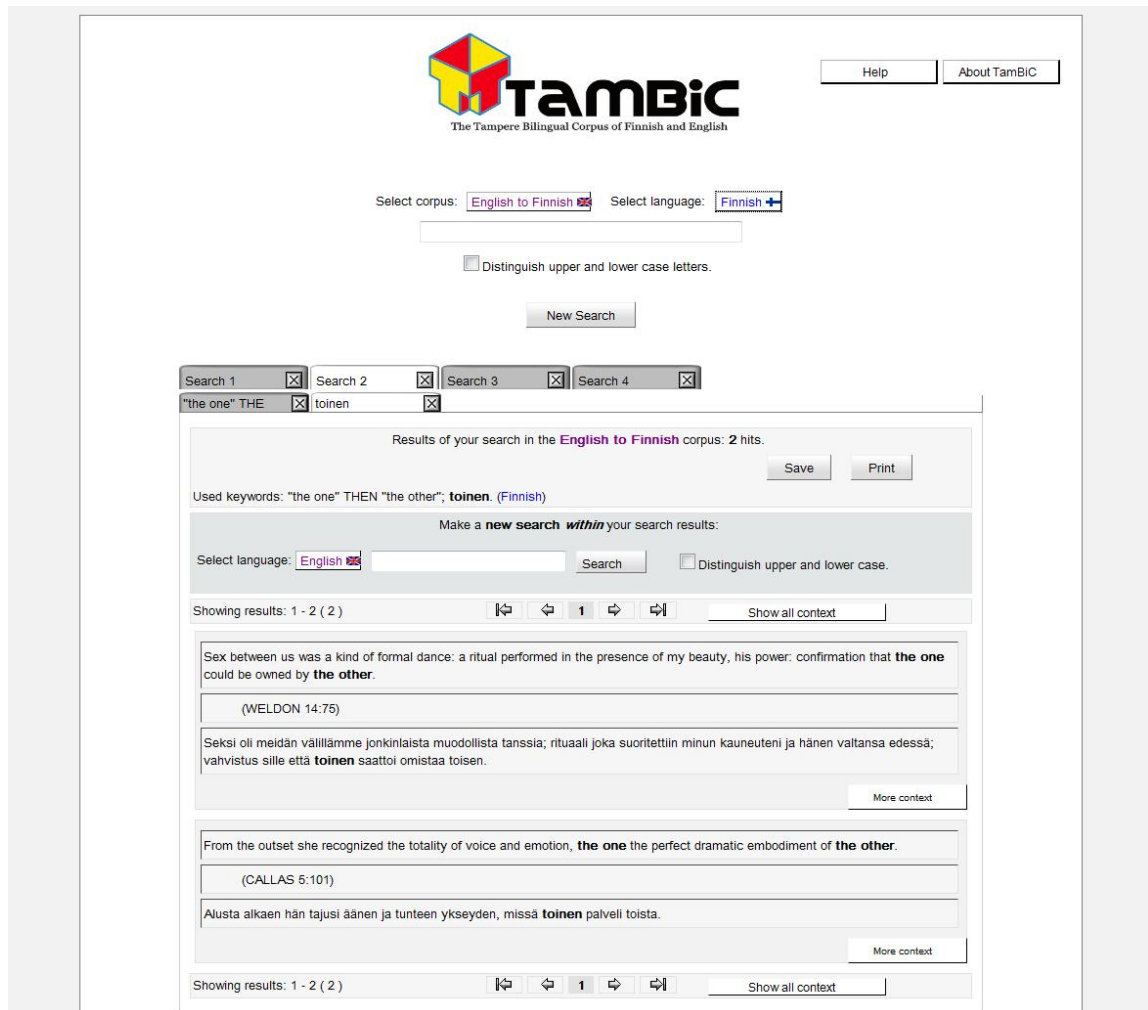 TamBiC
The Tampere Bilingual Corpus of Finnish and English
Help
About TamBiC
Select corpus: English to Finnish Select language: Finnish
Distinguish upper and lower case letters.
New Search
Search 1 Search 2 Search 3 Search 4
"the one" THE toinen
Results of your search in the English to Finnish corpus: 2 hits.
Save Print
Used keywords: "the one" THEN "the other"; toinen. (Finnish)
Make a new search within your search results:
Select language: English Search Distinguish upper and lower case.
Showing results: 1 - 2 ( 2 ) 1 Show all context
Sex between us was a kind of formal dance: a ritual performed in the presence of my beauty, his power: confirmation that the one
could be owned by the other.
(WELDON 14:75)
Seksi oli meidän välillämme jonkinlaista muodollista tanssia; rituaali joka suoritettiin minun kauneuteni ja hänen valtansa edessä;
vahvistus sille että toinen saattoi omistaa toisen.
More context
From the outset she recognized the totality of voice and emotion, the one the perfect dramatic embodiment of the other.
(CALLAS 5:101)
Alusta alkaen hän tajusi äänen ja tunteen ykseyden, missä toinen palveli toista.
More context
Showing results: 1 - 2 ( 2 ) 1 Show all context